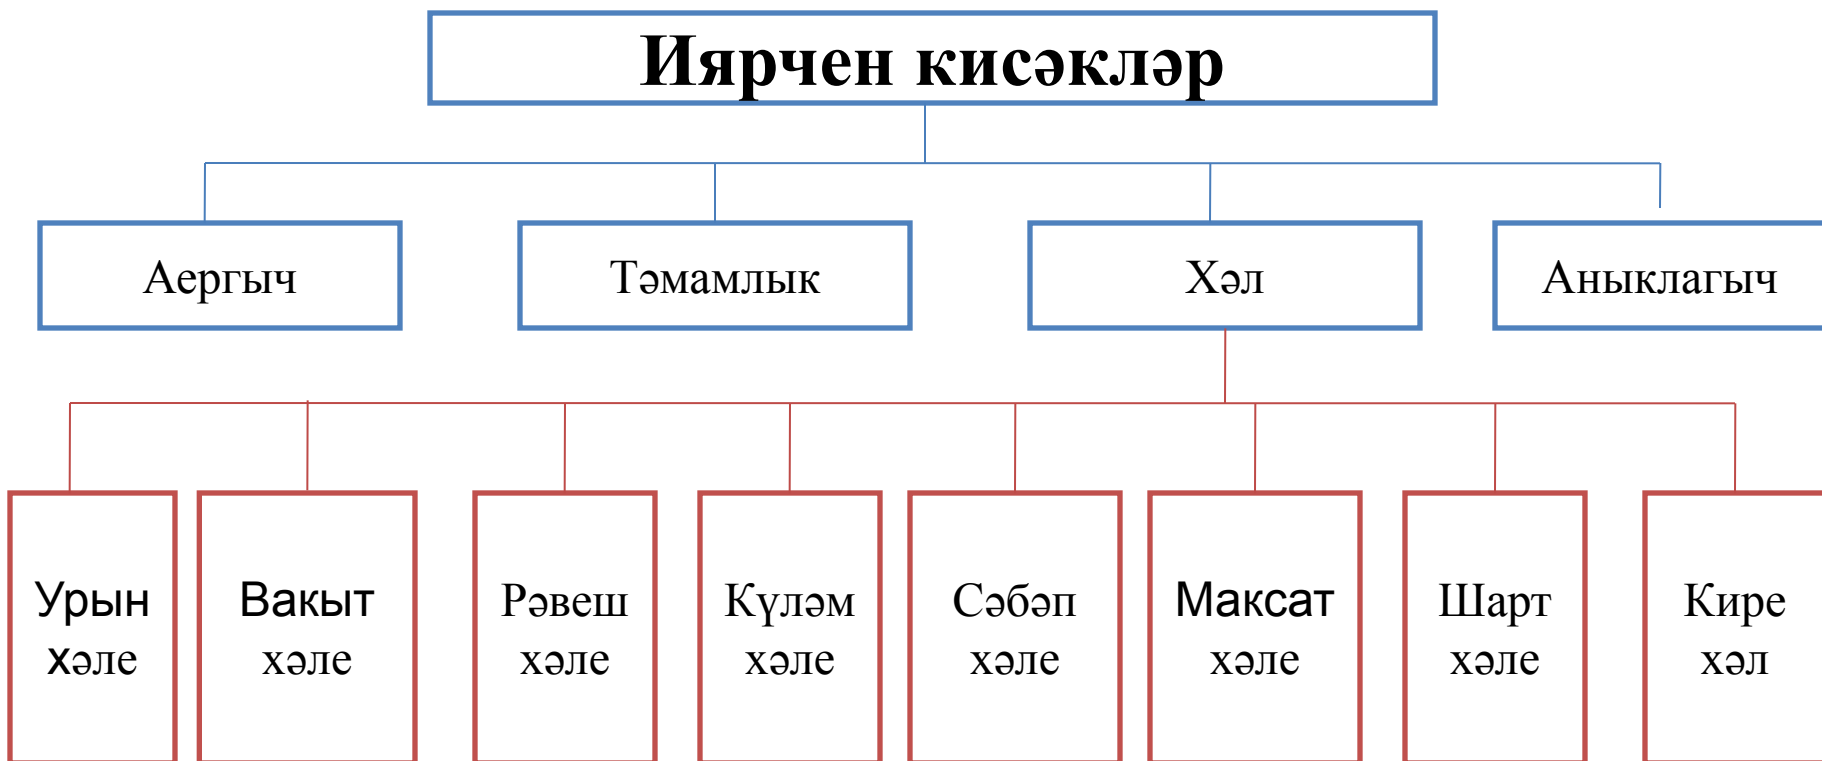 Иярчен кисәкләр
Аергыч
Тәмамлык
Хәл
Аныклагыч
Урын
хәле
Вакыт
хәле
Рәвеш
хәле
Күләм
хәле
Сәбәп
хәле
Максат
хәле
Шарт
хәле
Кире
хәл